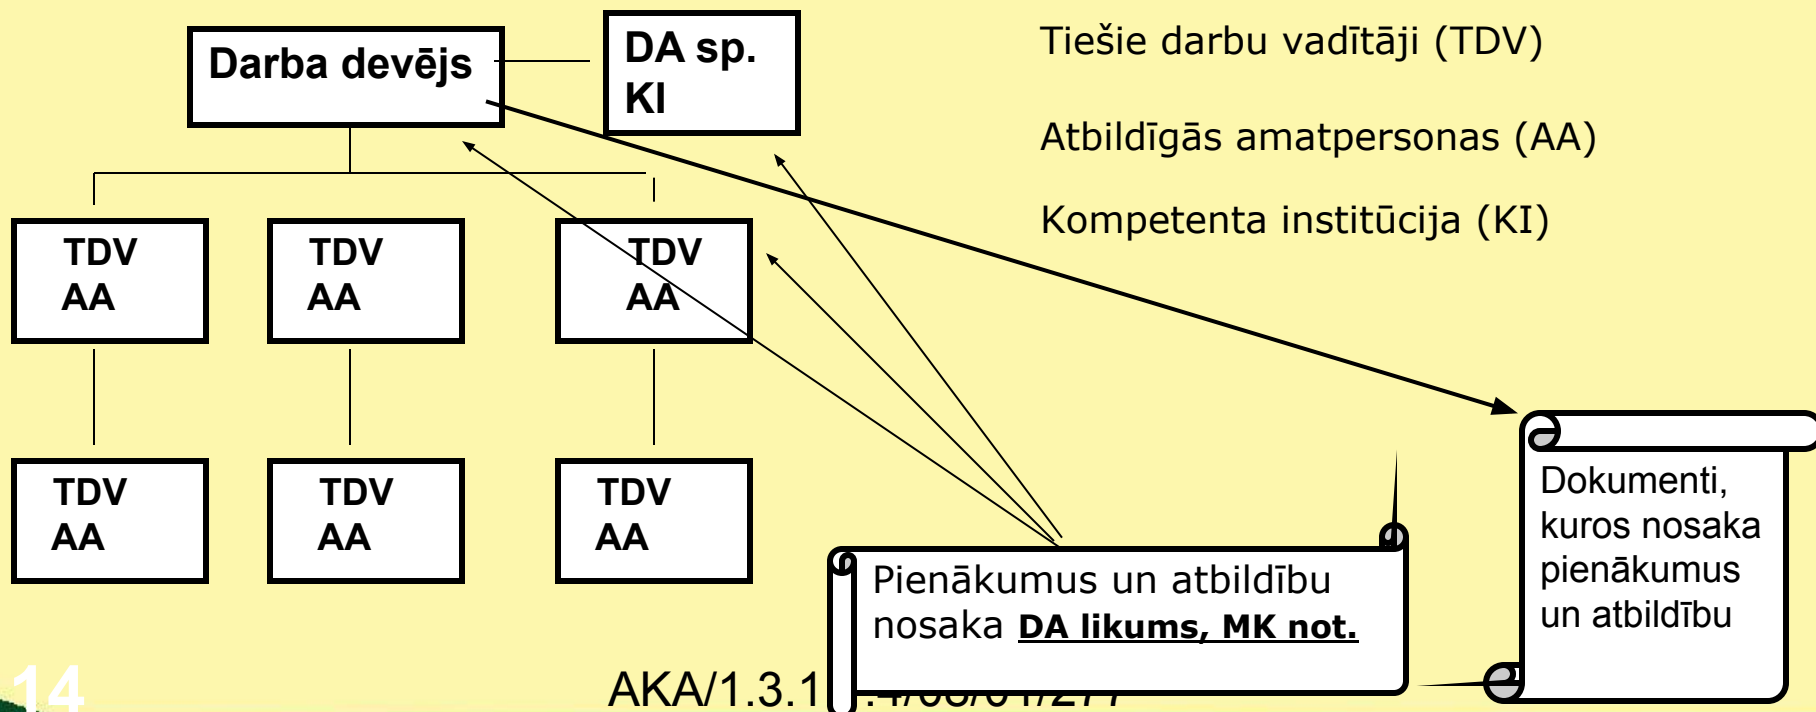 Darba devējs
DA sp.
KI
Tiešie darbu vadītāji (TDV)
Atbildīgās amatpersonas (AA)
Kompetenta institūcija (KI)
TDV
AA
TDV
AA
TDV
AA
TDV
AA
TDV
AA
TDV
AA
Pienākumus un atbildību
nosaka DA likums, MK not.
Dokumenti,
kuros nosaka
pienākumus
un atbildību
14
AKA/1.3.1